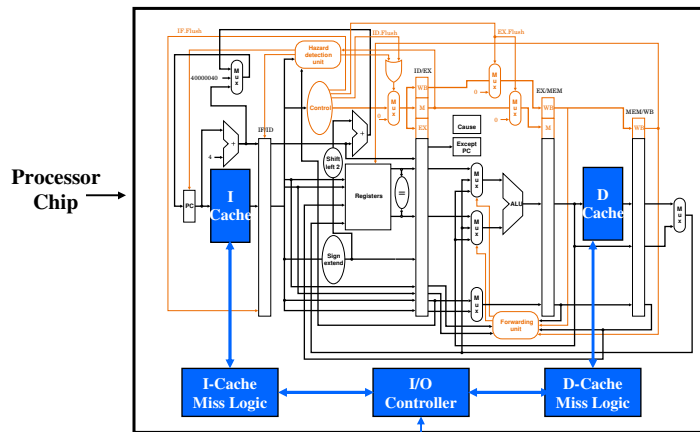 IF.Flush
ID.Flush
EX.Flush
Hazard
detection
unit
M
u
x
40000040
ID/EX
WB
EX/MEM
M
u
x
0
Control
M
u
x
0
M
EX
WB
M
M
u
x
0
MEM/WB
WB
IF/ID
Cause
Except
PC
+
4
+
Shift
left 2
Processor
Chip
PC
I
Cache
Registers
=
M
u
x
ALU
M
u
x
D
Cache
M
u
x
Sign
extend
M
u
x
Forwarding
unit
I-Cache
Miss Logic
I/O
Controller
D-Cache
Miss Logic